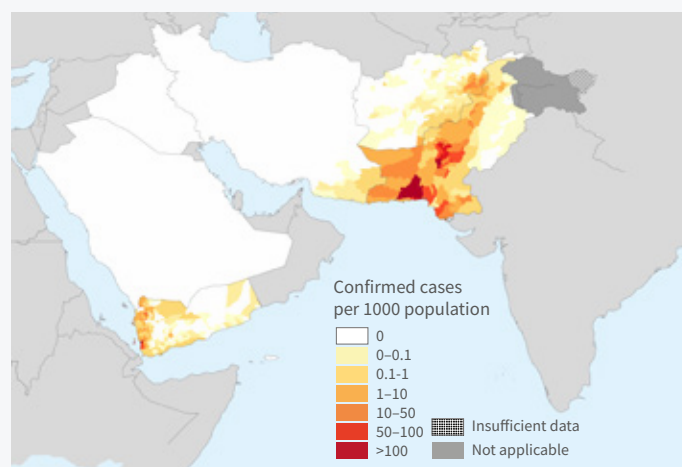 Confirmed cases
per 1000 population
0
0–0.1
0.1-1
1–10
10–50
50–100
>100
Insufficient data
Not applicable